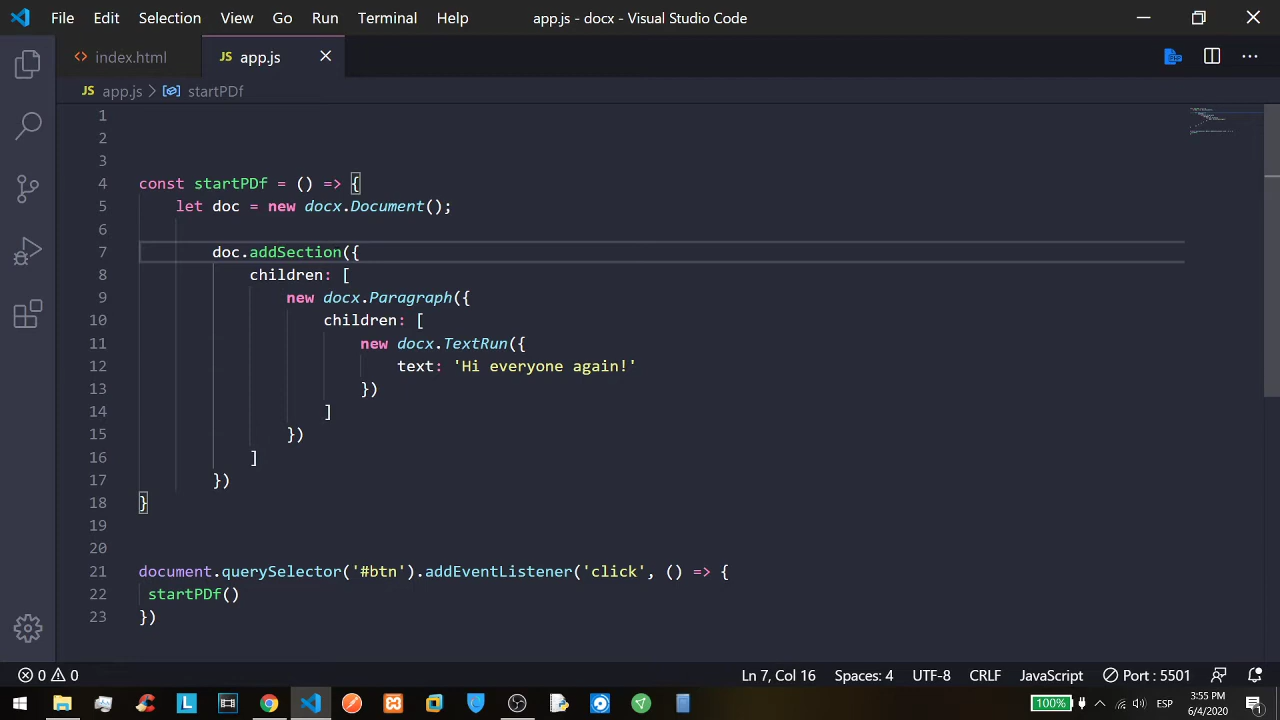 File Edit Selection View Go Run Terminal Help app.js - docx - Visual Studio Code
index.html JS app.js
JS app.js > startPDf
1
2
3
4 const startPDf = () => {
5 let doc = new docx.Document();
6
7 doc.addSection({
8 children: [
9 new docx.Paragraph({
10 children: [
11 new docx.TextRun({
12 text: 'Hi everyone again!'
13 })
14 ]
15 })
16 ]
17 })
18 }
19
20
21 document.querySelector('#btn').addEventListener('click', () => {
22 startPDf()
23 })
0 0 Ln 7, Col 16 Spaces: 4 UTF-8 CRLF JavaScript Port : 5501
L 100% ESP 3:55 PM
6/4/2020 1